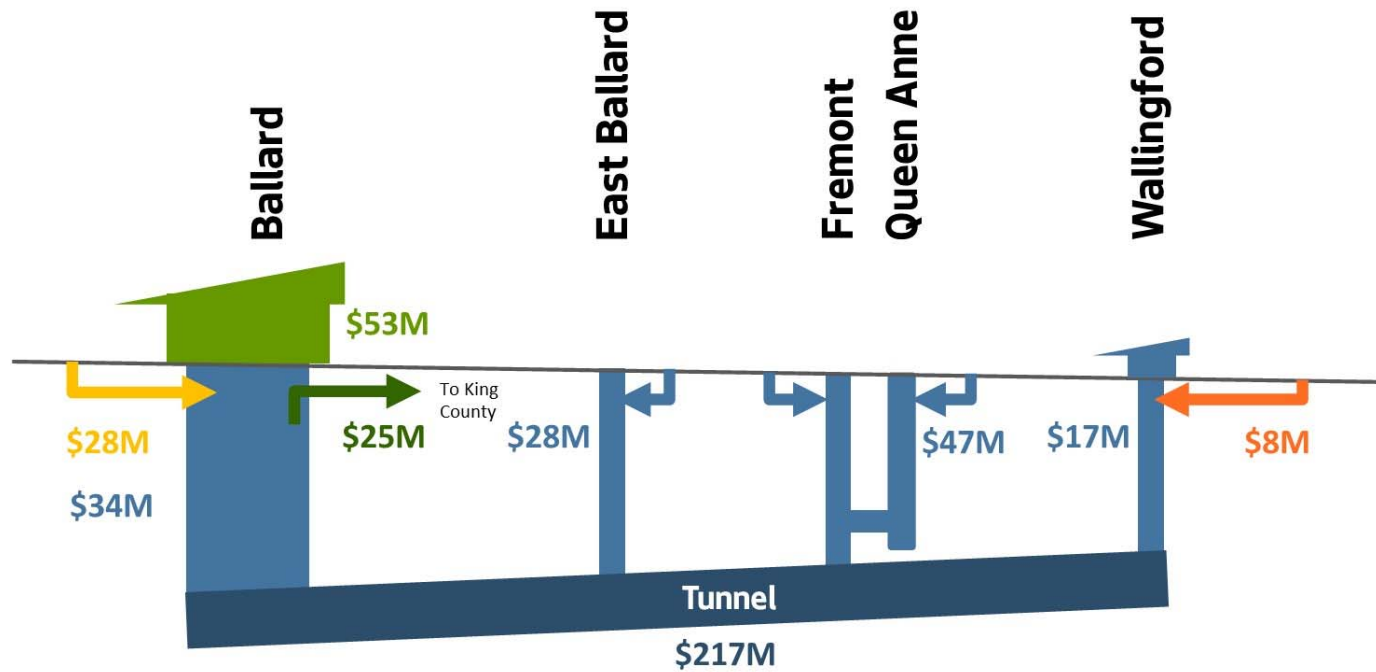 Ballard
East Ballard
Fremont
Queen Anne
Wallingford
$53M
To King
County
$28M
$25M
$28M
$47M
$17M
$8M
$34M
Tunnel
$217M